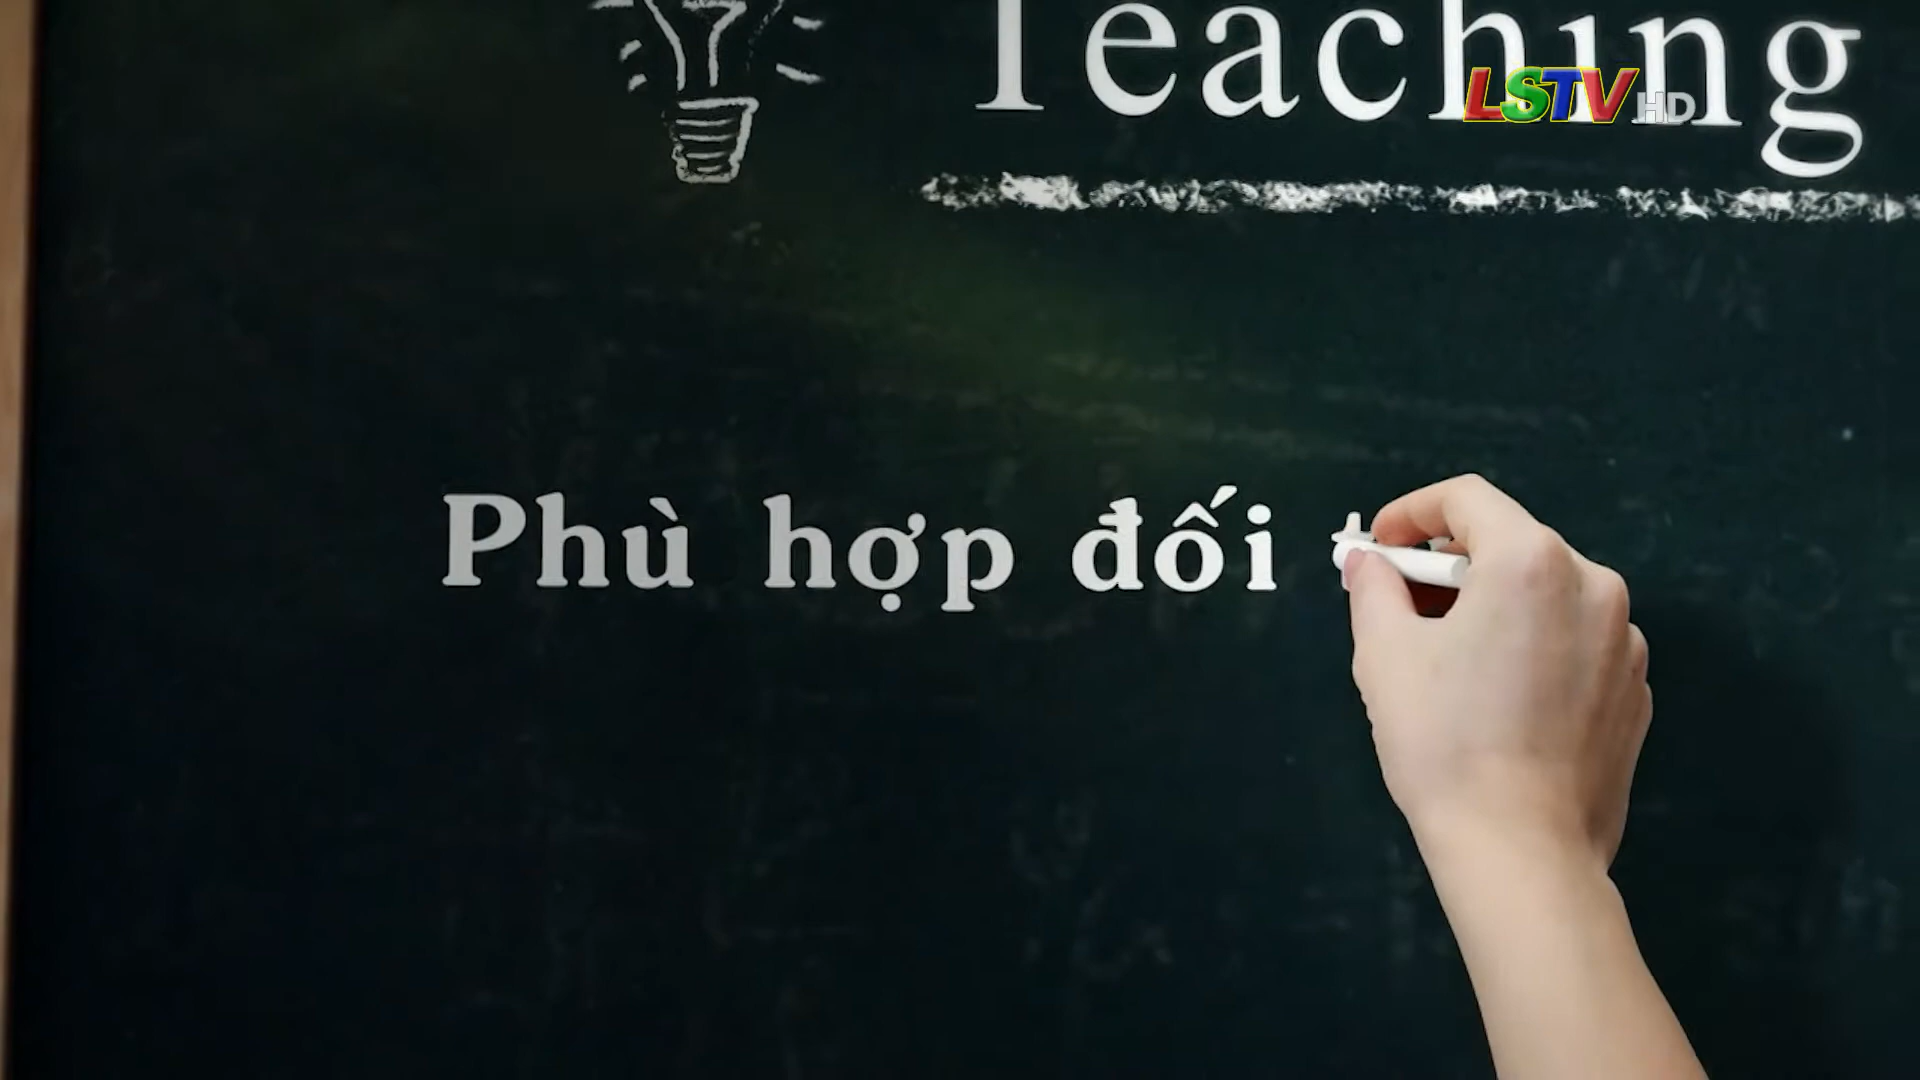 Teaching
LSTV HD
Phù hợp đối